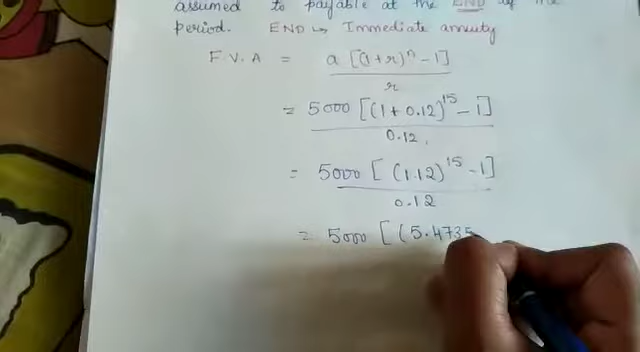 assumed to payable at the END of the
period. END ↳ Immediate annuity
F.V.A = a [(1+r)ⁿ - 1]
r
= 5000 [(1+0.12)¹⁵ - 1]
0.12
= 5000 [(1.12)¹⁵ - 1]
0.12
= 5000 [(5.4735